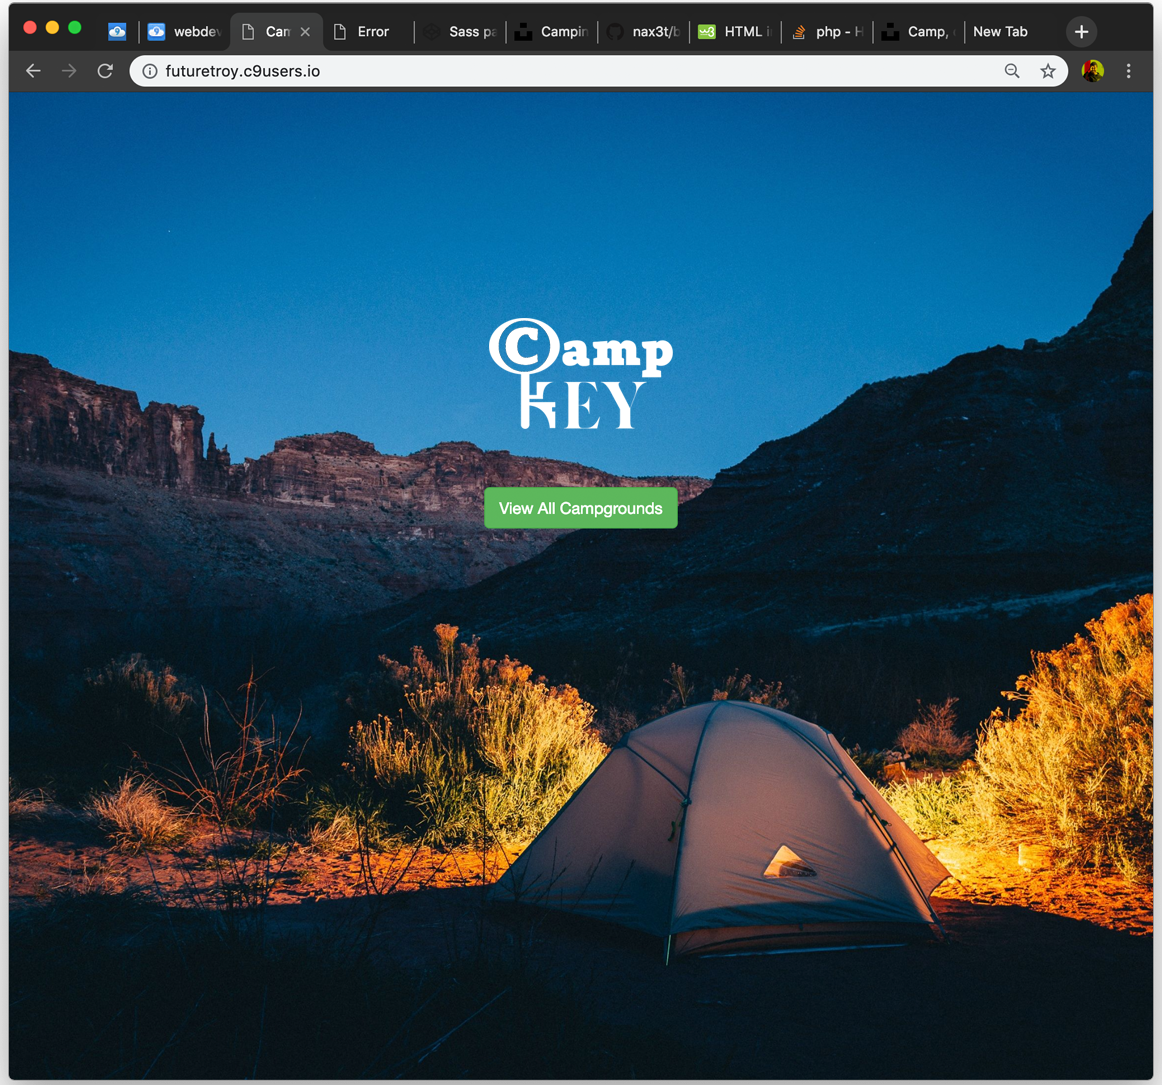 webdev
Cam
Error
Sass pa
Campin
nax3t/b
HTML i
php - H
Camp,
New Tab
futuretroy.c9users.io
Camp
KEY
View All Campgrounds